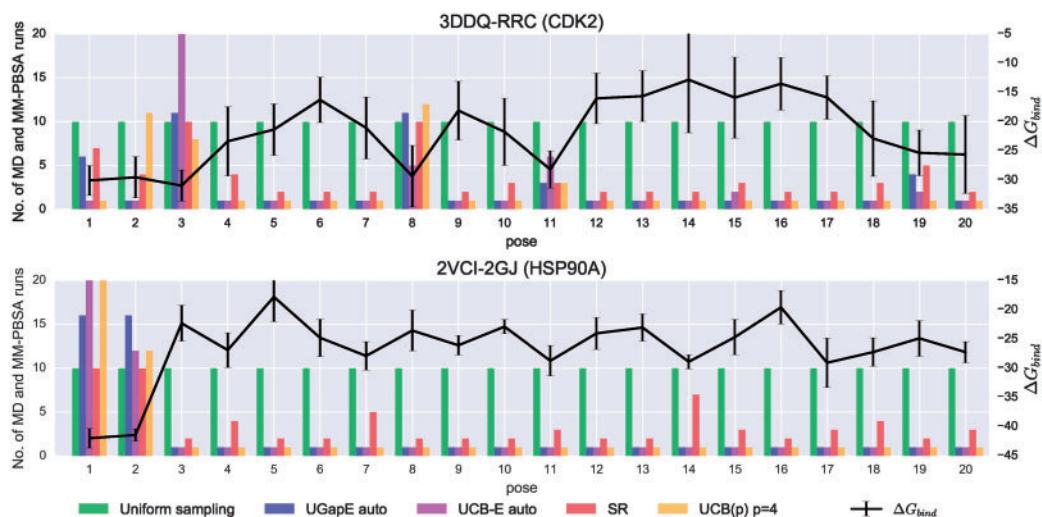 3DDQ-RRC (CDK2)
No. of MD and MM-PBSA runs
20
15
10
5
0
−5
−10
−15
−20
−25
−30
−35
ΔG_bind
1 2 3 4 5 6 7 8 9 10 11 12 13 14 15 16 17 18 19 20
pose
2VCI-2GJ (HSP90A)
No. of MD and MM-PBSA runs
20
15
10
5
0
−15
−20
−25
−30
−35
−40
−45
ΔG_bind
1 2 3 4 5 6 7 8 9 10 11 12 13 14 15 16 17 18 19 20
pose
Uniform sampling UGapE auto UCB-E auto SR UCB(p) p=4 ΔG_bind